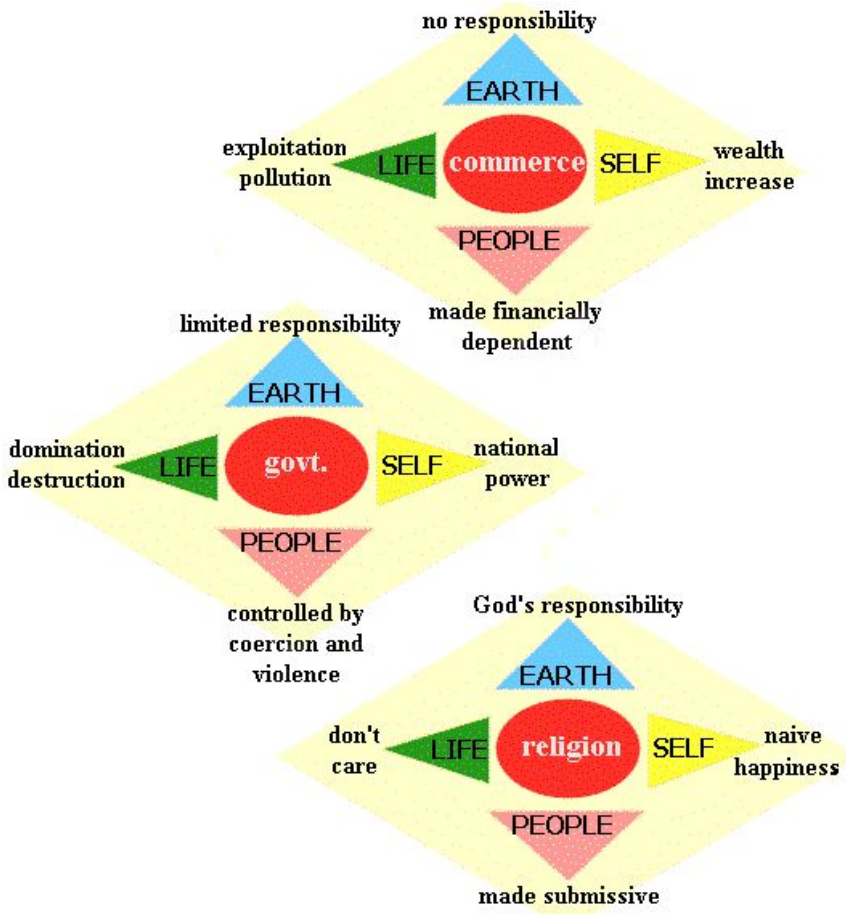 no responsibility
EARTH
exploitation
pollution
LIFE
commerce
SELF
wealth
increase
PEOPLE
made financially
dependent
limited responsibility
EARTH
domination
destruction
LIFE
govt.
SELF
national
power
PEOPLE
controlled by
coercion and
violence
God's responsibility
EARTH
don't
care
LIFE
religion
SELF
naive
happiness
PEOPLE
made submissive